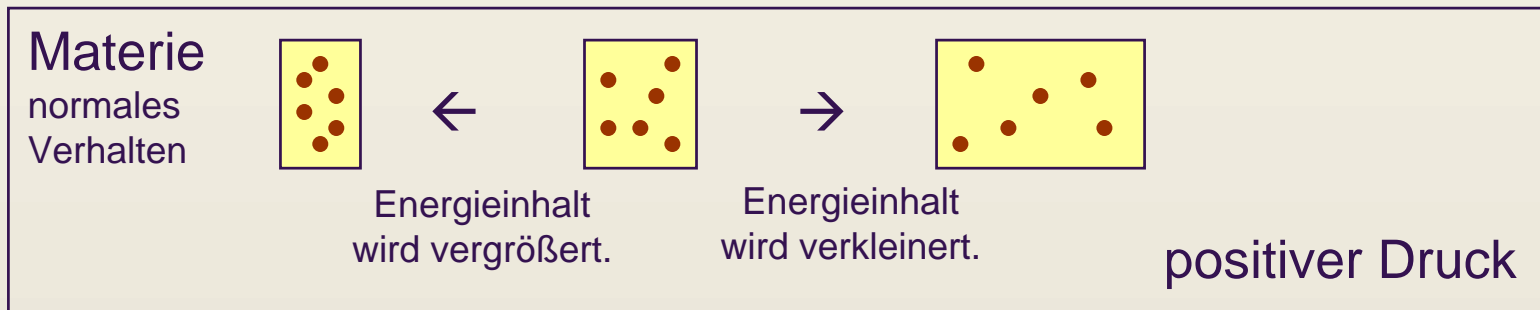 Materie
normales
Verhalten
←
→
Energieinhalt
wird vergrößert.
Energieinhalt
wird verkleinert.
positiver Druck